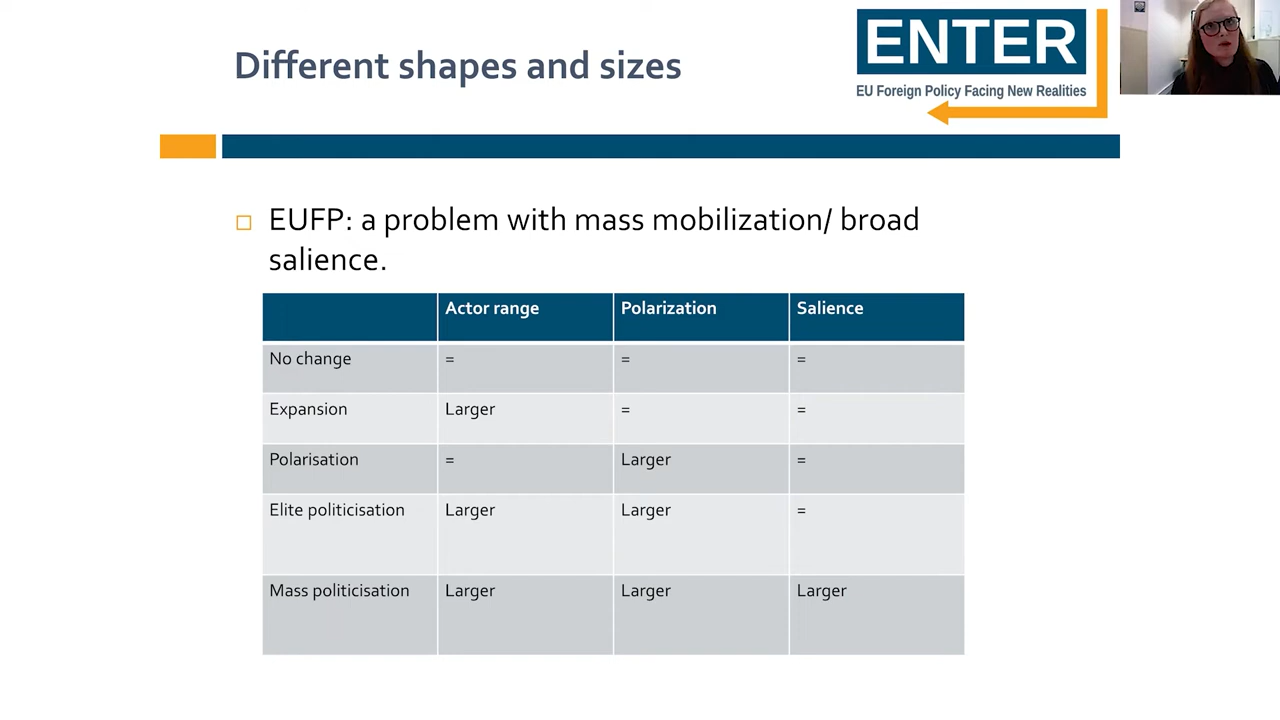 Different shapes and sizes
ENTER
EU Foreign Policy Facing New Realities
EUFP: a problem with mass mobilization/ broad
salience.
Actor range Polarization Salience
No change = = =
Expansion Larger = =
Polarisation = Larger =
Elite politicisation Larger Larger =
Mass politicisation Larger Larger Larger